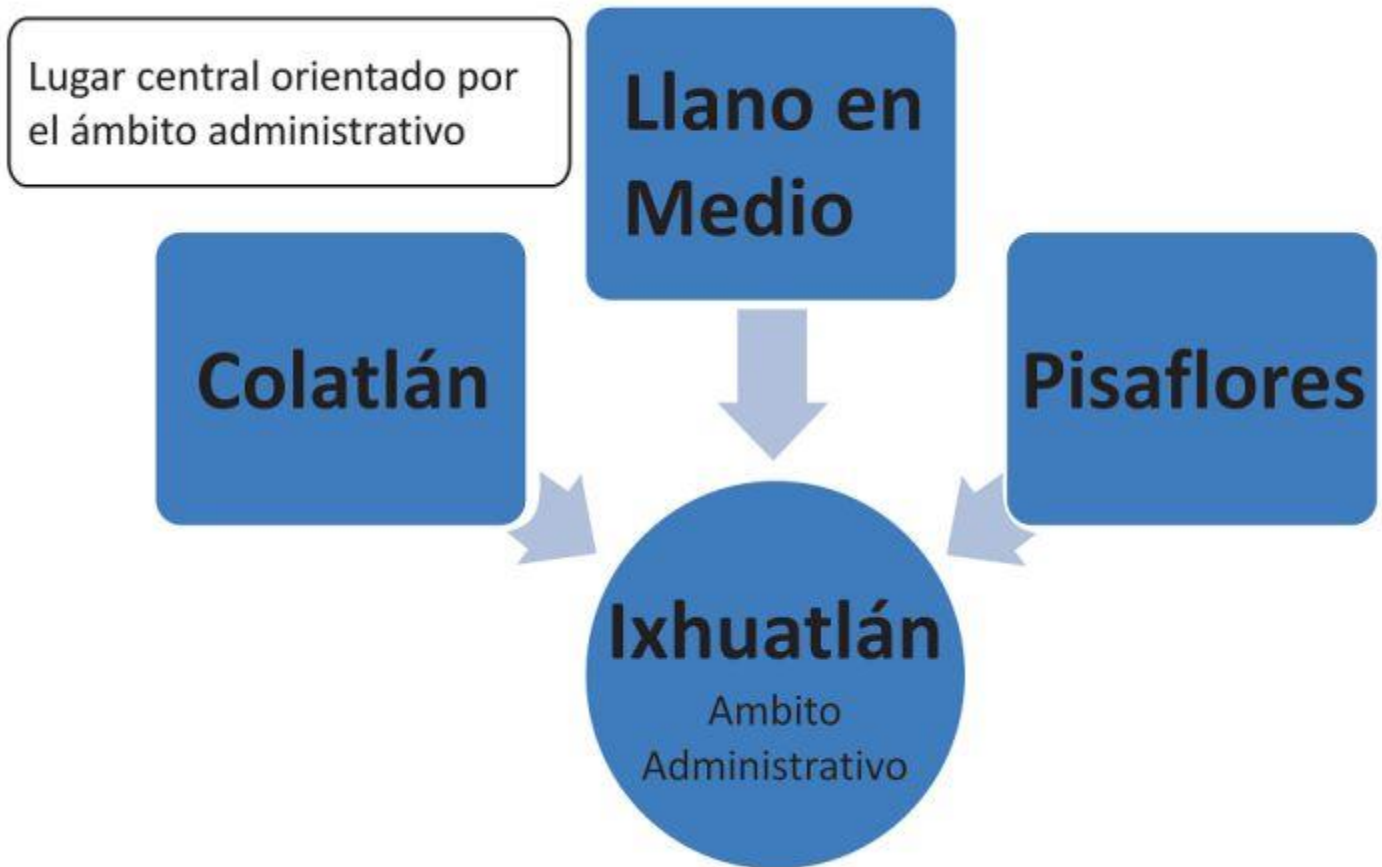 Lugar central orientado por
el ámbito administrativo
Llano en
Medio
Colatlán
Pisaflores
Ixhuatlán
Ambito
Administrativo